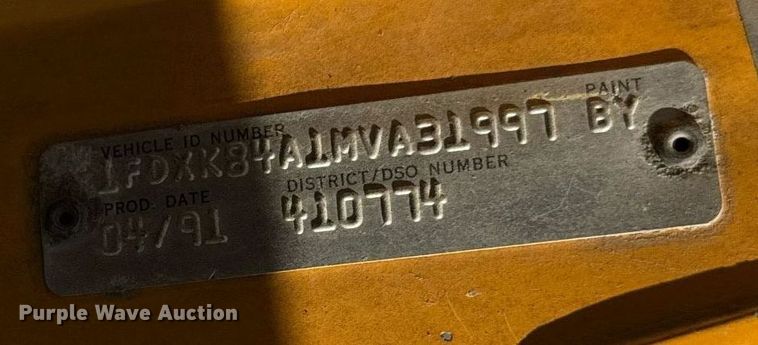 VEHICLE ID NUMBER PAINT
1FDXK84A1MVA31997 BY
PROD. DATE DISTRICT/DSO NUMBER
04/91 410774
Purple Wave Auction